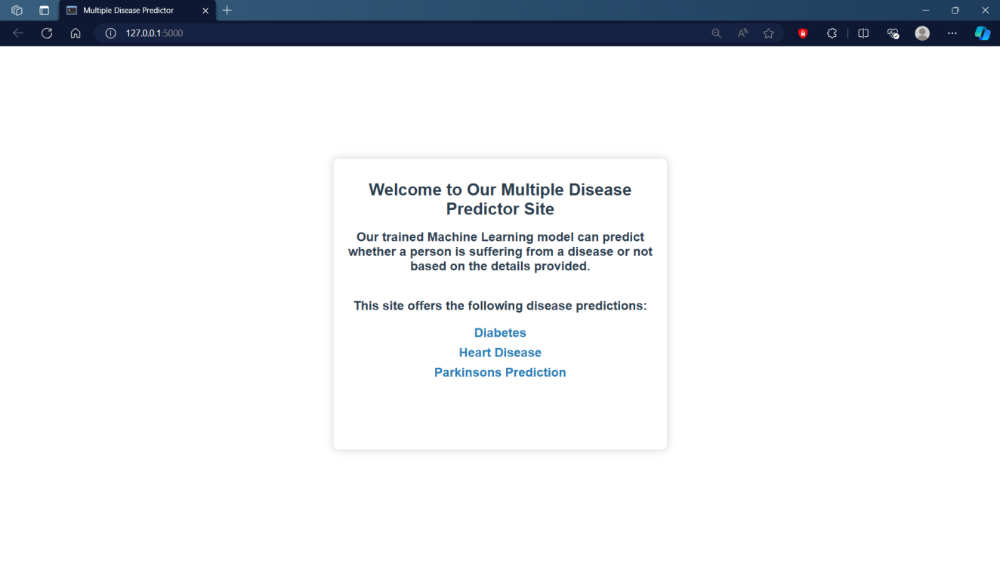 Multiple Disease Predictor
127.0.0.1:5000
Welcome to Our Multiple Disease
Predictor Site
Our trained Machine Learning model can predict
whether a person is suffering from a disease or not
based on the details provided.
This site offers the following disease predictions:
Diabetes
Heart Disease
Parkinsons Prediction